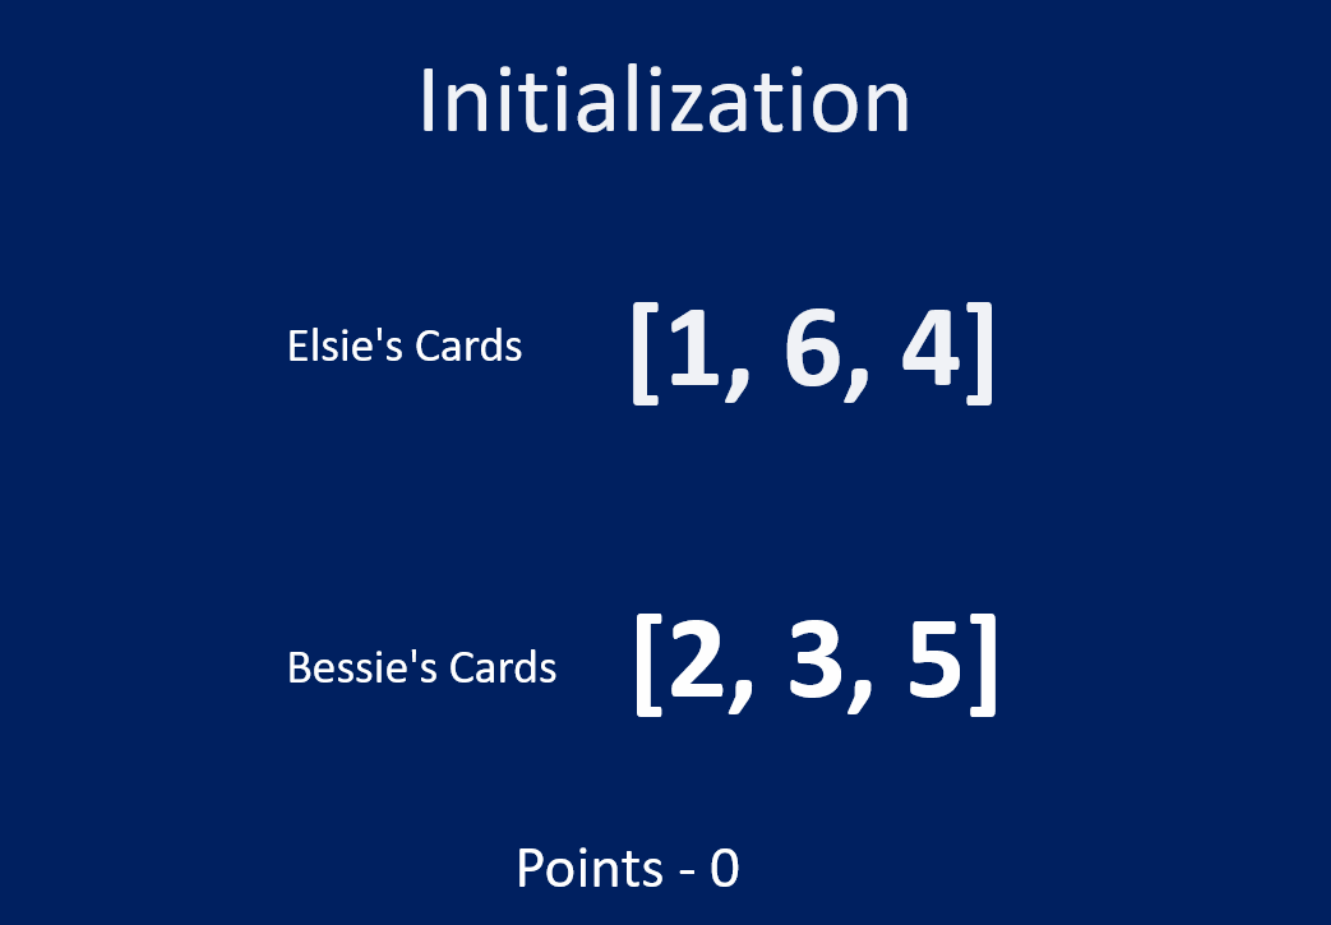 Initialization
Elsie's Cards [1, 6, 4]
Bessie's Cards [2, 3, 5]
Points - 0